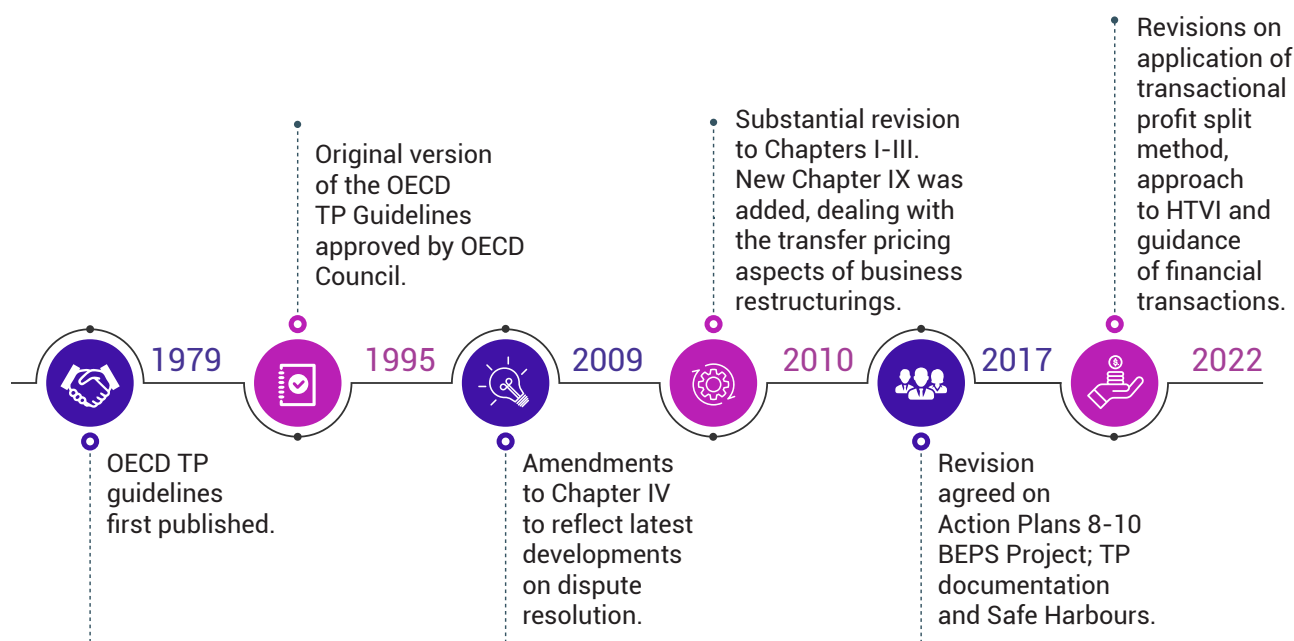 1979
OECD TP
guidelines
first published.
1995
Original version
of the OECD
TP Guidelines
approved by OECD
Council.
2009
Amendments
to Chapter IV
to reflect latest
developments
on dispute
resolution.
2010
Substantial revision
to Chapters I-III.
New Chapter IX was
added, dealing with
the transfer pricing
aspects of business
restructurings.
2017
Revision
agreed on
Action Plans 8-10
BEPS Project; TP
documentation
and Safe Harbours.
2022
Revisions on
application of
transactional
profit split
method,
approach
to HTVI and
guidance
of financial
transactions.